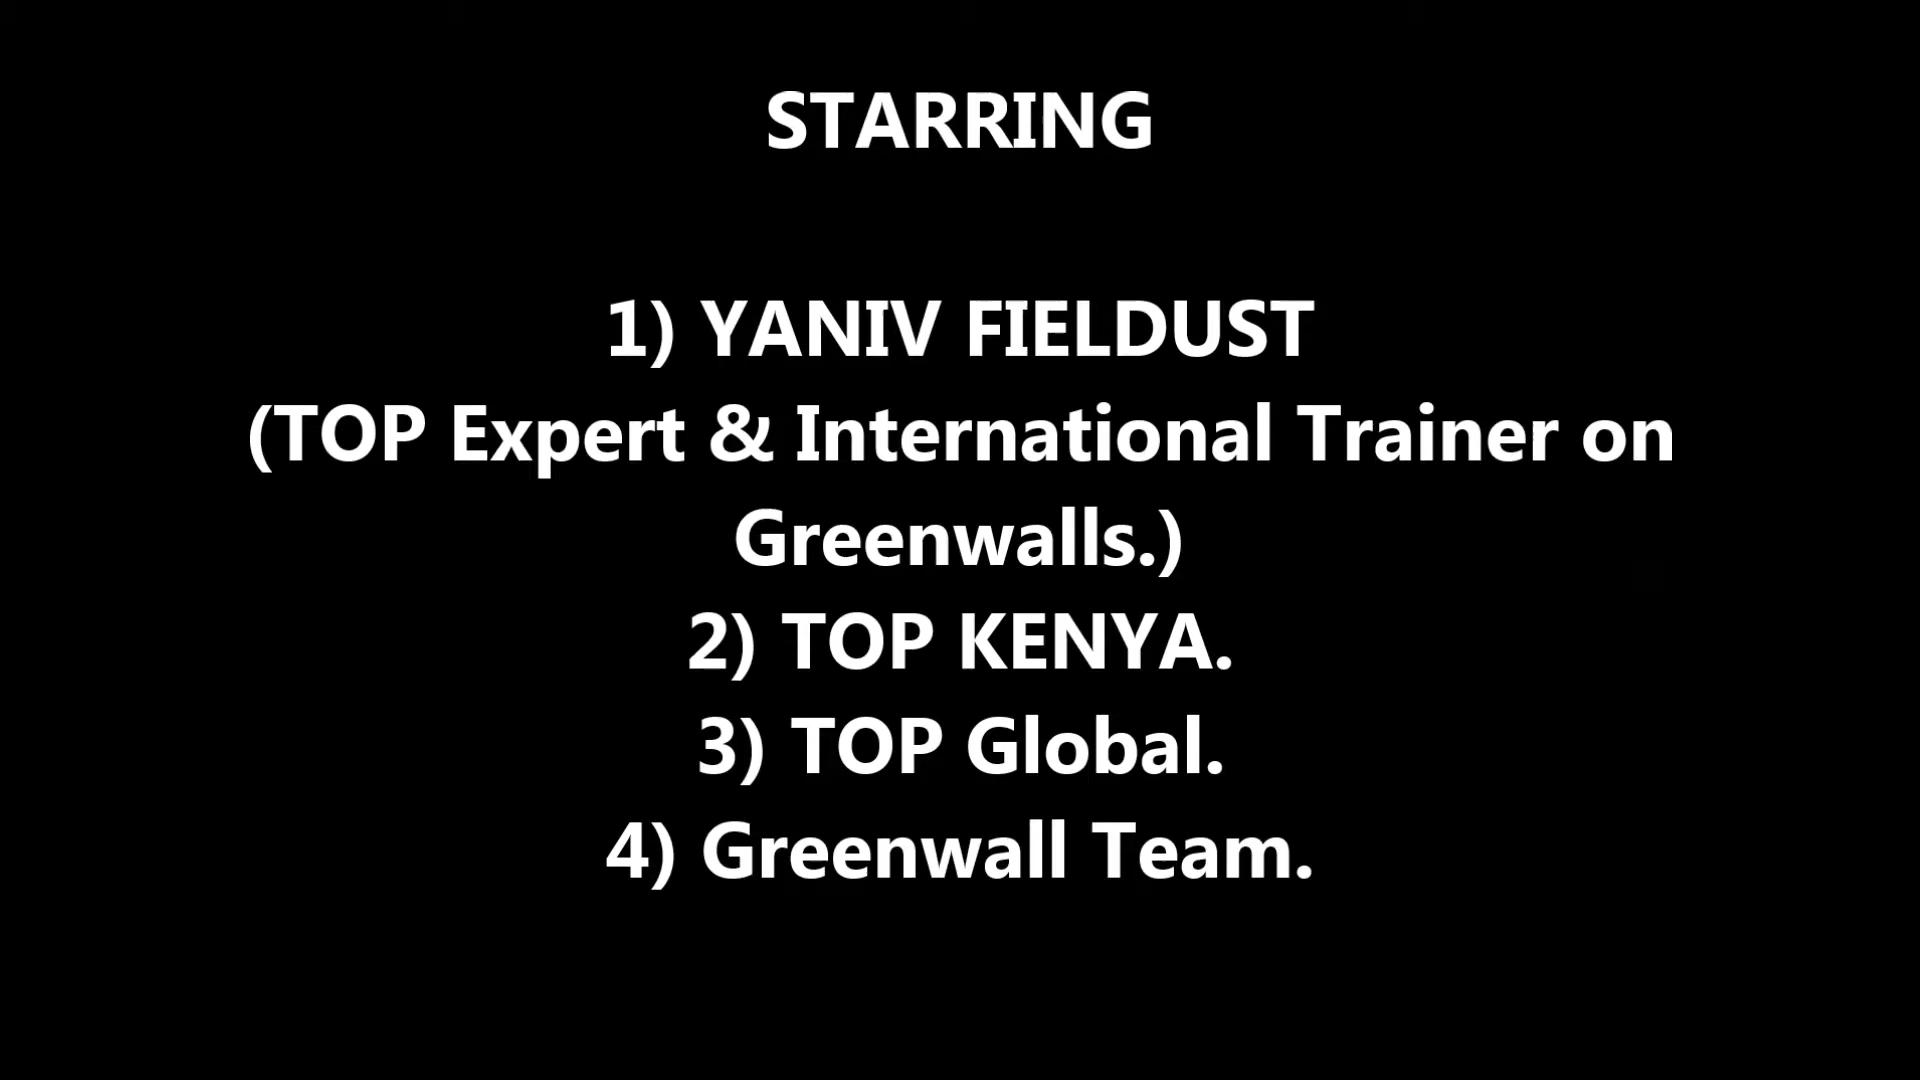 STARRING
1) YANIV FIELDUST
(TOP Expert & International Trainer on
Greenwalls.)
2) TOP KENYA.
3) TOP Global.
4) Greenwall Team.